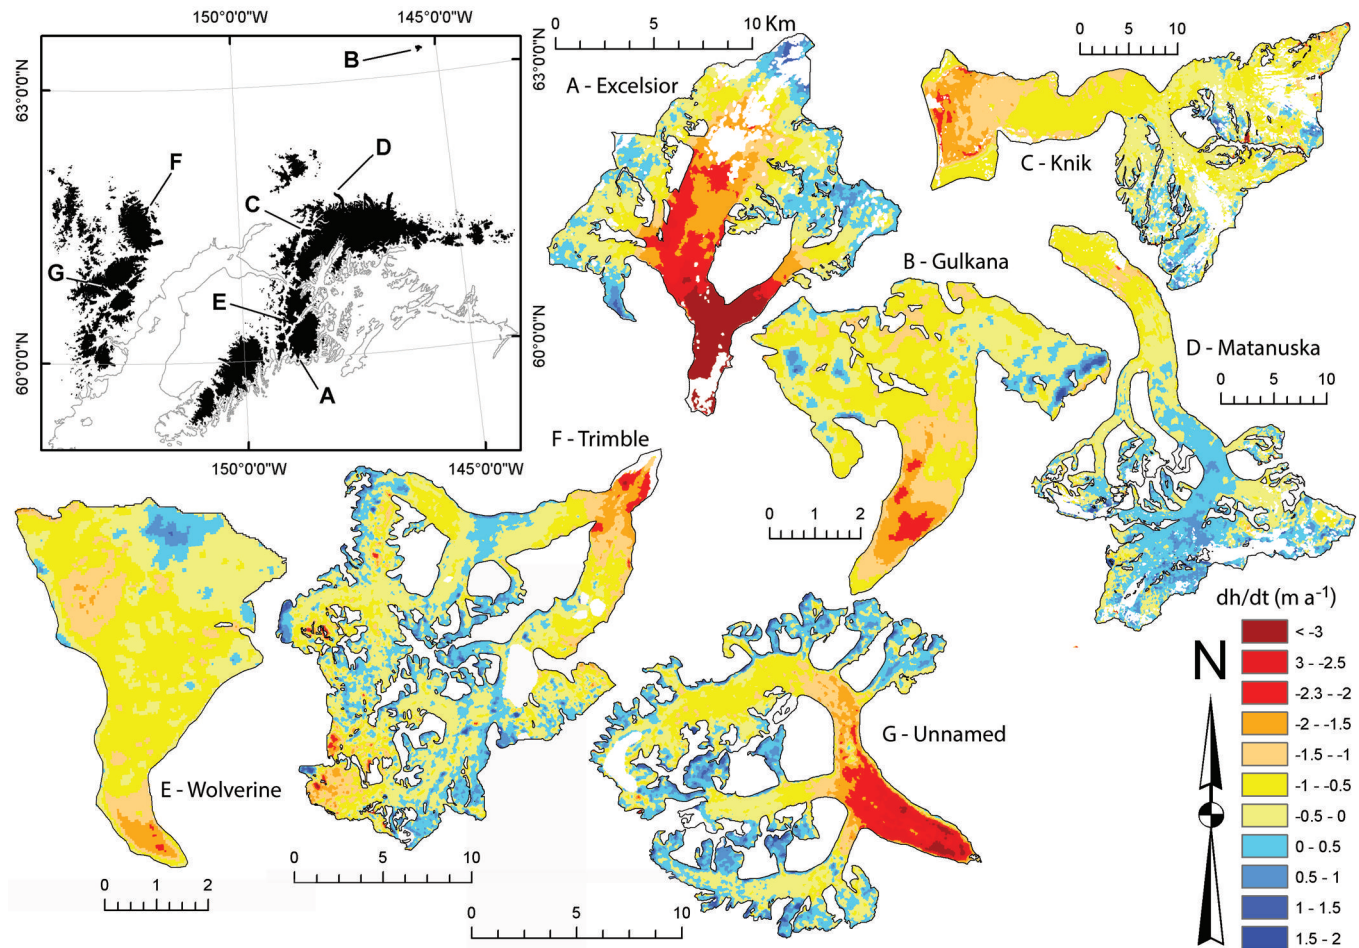 150°0'0"W 145°0'0"W
63°0'0"N
60°0'0"N
B
F
D
C
G
E
A
63°0'0"N
60°0'0"N
150°0'0"W 145°0'0"W
0 5 10 Km
A - Excelsior
0 5 10
C - Knik
B - Gulkana
0 1 2
D - Matanuska
0 5 10
F - Trimble
0 5 10
E - Wolverine
0 1 2
G - Unnamed
0 5 10
N
dh/dt (m a⁻¹)
< -3
3 - -2.5
-2.3 - -2
-2 - -1.5
-1.5 - -1
-1 - -0.5
-0.5 - 0
0 - 0.5
0.5 - 1
1 - 1.5
1.5 - 2